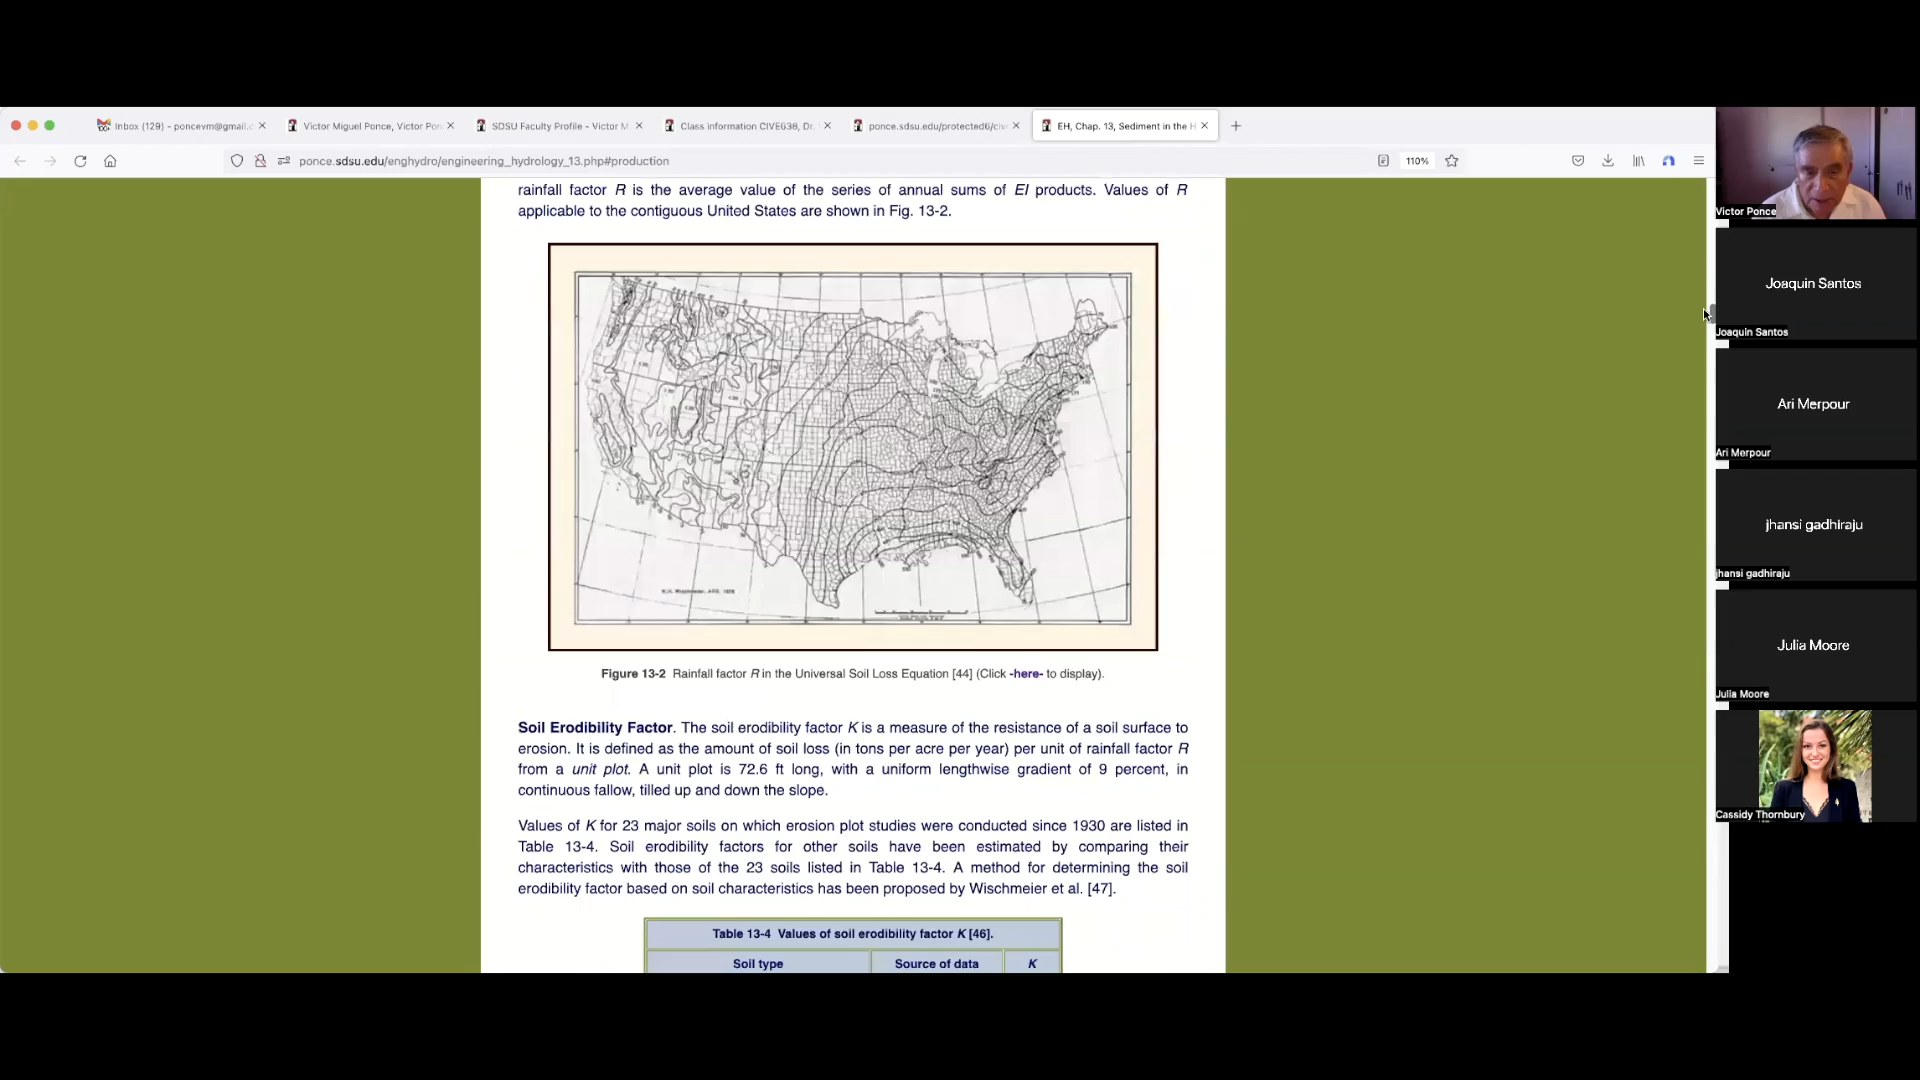 Inbox (129) - poncevm@gmail.c
Victor Miguel Ponce, Victor Pon
SDSU Faculty Profile - Victor M
Class information CIVE638, Dr.
ponce.sdsu.edu/protected6/civ
EH, Chap. 13, Sediment in the H
ponce.sdsu.edu/enghydro/engineering_hydrology_13.php#production
110%
rainfall factor R is the average value of the series of annual sums of EI products. Values of R
applicable to the contiguous United States are shown in Fig. 13-2.
Figure 13-2 Rainfall factor R in the Universal Soil Loss Equation [44] (Click -here- to display).
Soil Erodibility Factor. The soil erodibility factor K is a measure of the resistance of a soil surface to
erosion. It is defined as the amount of soil loss (in tons per acre per year) per unit of rainfall factor R
from a unit plot. A unit plot is 72.6 ft long, with a uniform lengthwise gradient of 9 percent, in
continuous fallow, tilled up and down the slope.
Values of K for 23 major soils on which erosion plot studies were conducted since 1930 are listed in
Table 13-4. Soil erodibility factors for other soils have been estimated by comparing their
characteristics with those of the 23 soils listed in Table 13-4. A method for determining the soil
erodibility factor based on soil characteristics has been proposed by Wischmeier et al. [47].
Table 13-4 Values of soil erodibility factor K [46].
Soil type Source of data K
Victor Ponce
Joaquin Santos
Joaquin Santos
Ari Merpour
Ari Merpour
jhansi gadhiraju
jhansi gadhiraju
Julia Moore
Julia Moore
Cassidy Thornbury